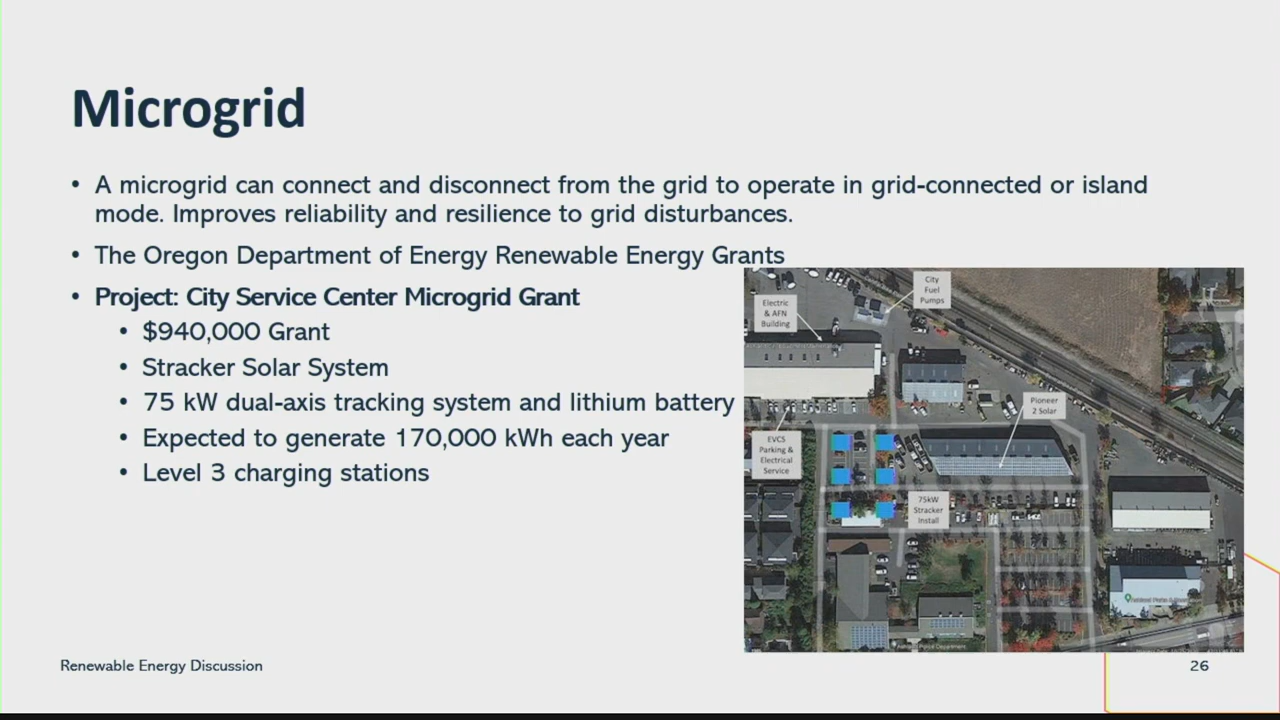 Microgrid
• A microgrid can connect and disconnect from the grid to operate in grid-connected or island
mode. Improves reliability and resilience to grid disturbances.
• The Oregon Department of Energy Renewable Energy Grants
• Project: City Service Center Microgrid Grant
• $940,000 Grant
• Stracker Solar System
• 75 kW dual-axis tracking system and lithium battery
• Expected to generate 170,000 kWh each year
• Level 3 charging stations
City
Fuel
Pumps
Electric
& AFN
Building
Pioneer
2 Solar
EVCS
Parking &
Electrical
Service
75kW
Stracker
Install
Ashland Police Department
Renewable Energy Discussion
26